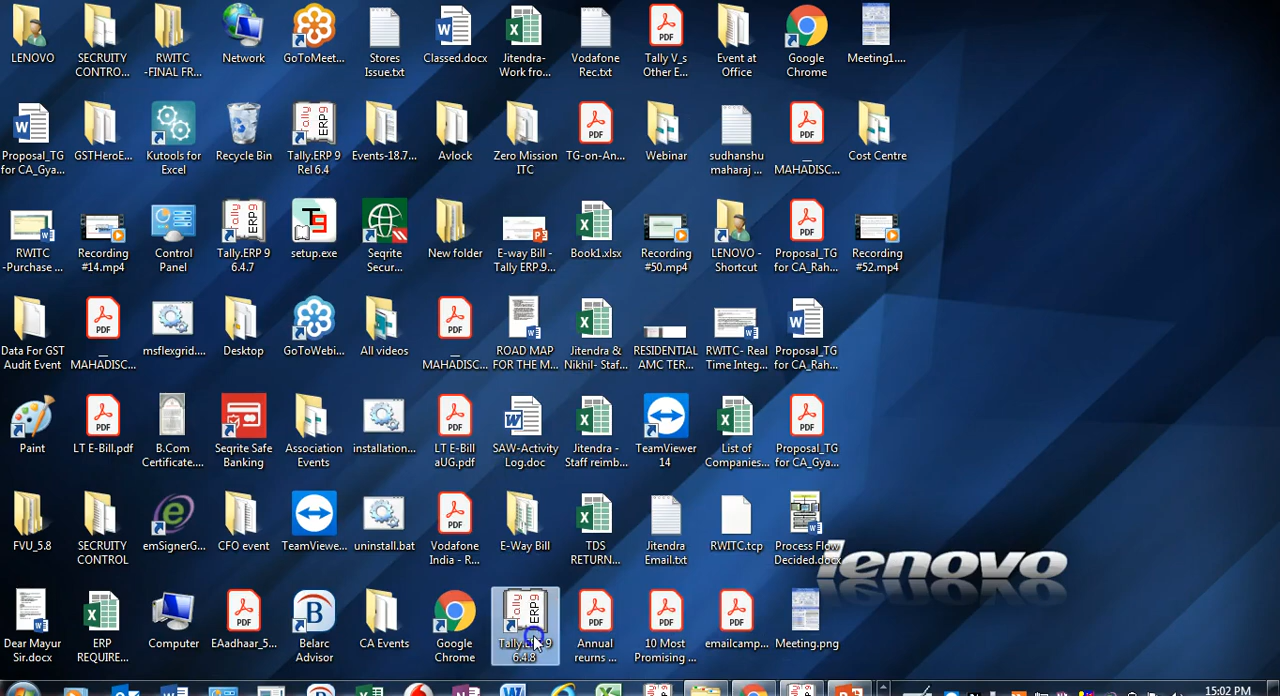 LENOVO
SECRUITY
CONTRO...
RWITC
-FINAL FR...
Network
GoToMeet...
Stores
Issue.txt
Classed.docx
Jitendra-
Work fro...
Vodafone
Rec.txt
Tally V_s
Other E...
Event at
Office
Google
Chrome
Meeting1....
Proposal_TG
for CA_Gya...
GSTHeroE...
Kutools for
Excel
Recycle Bin
Tally.ERP 9
Rel 6.4
Events-18.7...
Avlock
Zero Mission
ITC
TG-on-An...
Webinar
sudhanshu
maharaj ...
__
MAHADISC...
Cost Centre
RWITC
-Purchase ...
Recording
#14.mp4
Control
Panel
Tally.ERP 9
6.4.7
setup.exe
Seqrite
Secur...
New folder
E-way Bill -
Tally ERP.9...
Book1.xlsx
Recording
#50.mp4
LENOVO -
Shortcut
Proposal_TG
for CA_Rah...
Recording
#52.mp4
Data For GST
Audit Event
__
MAHADISC...
msflexgrid....
Desktop
GoToWebi...
All videos
__
MAHADISC...
ROAD MAP
FOR THE M...
Jitendra &
Nikhil- Staf...
RESIDENTIAL
AMC TER...
RWITC- Real
Time Integ...
Proposal_TG
for CA_Rah...
Paint
LT E-Bill.pdf
B.Com
Certificate....
Seqrite Safe
Banking
Association
Events
installation...
LT E-Bill
aUG.pdf
SAW-Activity
Log.doc
Jitendra -
Staff reimb...
TeamViewer
14
List of
Companies...
Proposal_TG
for CA_Gya...
FVU_5.8
SECRUITY
CONTROL
emSignerG...
CFO event
TeamViewe...
uninstall.bat
Vodafone
India - R...
E-Way Bill
TDS
RETURN...
Jitendra
Email.txt
RWITC.tcp
Process Flow
Decided.docx
lenovo
Dear Mayur
Sir.docx
ERP
REQUIRE...
Computer
EAadhaar_5...
Belarc
Advisor
CA Events
Google
Chrome
Tally.ERP 9
6.4.8
Annual
reurns ...
10 Most
Promising ...
emailcamp...
Meeting.png
15:02 PM